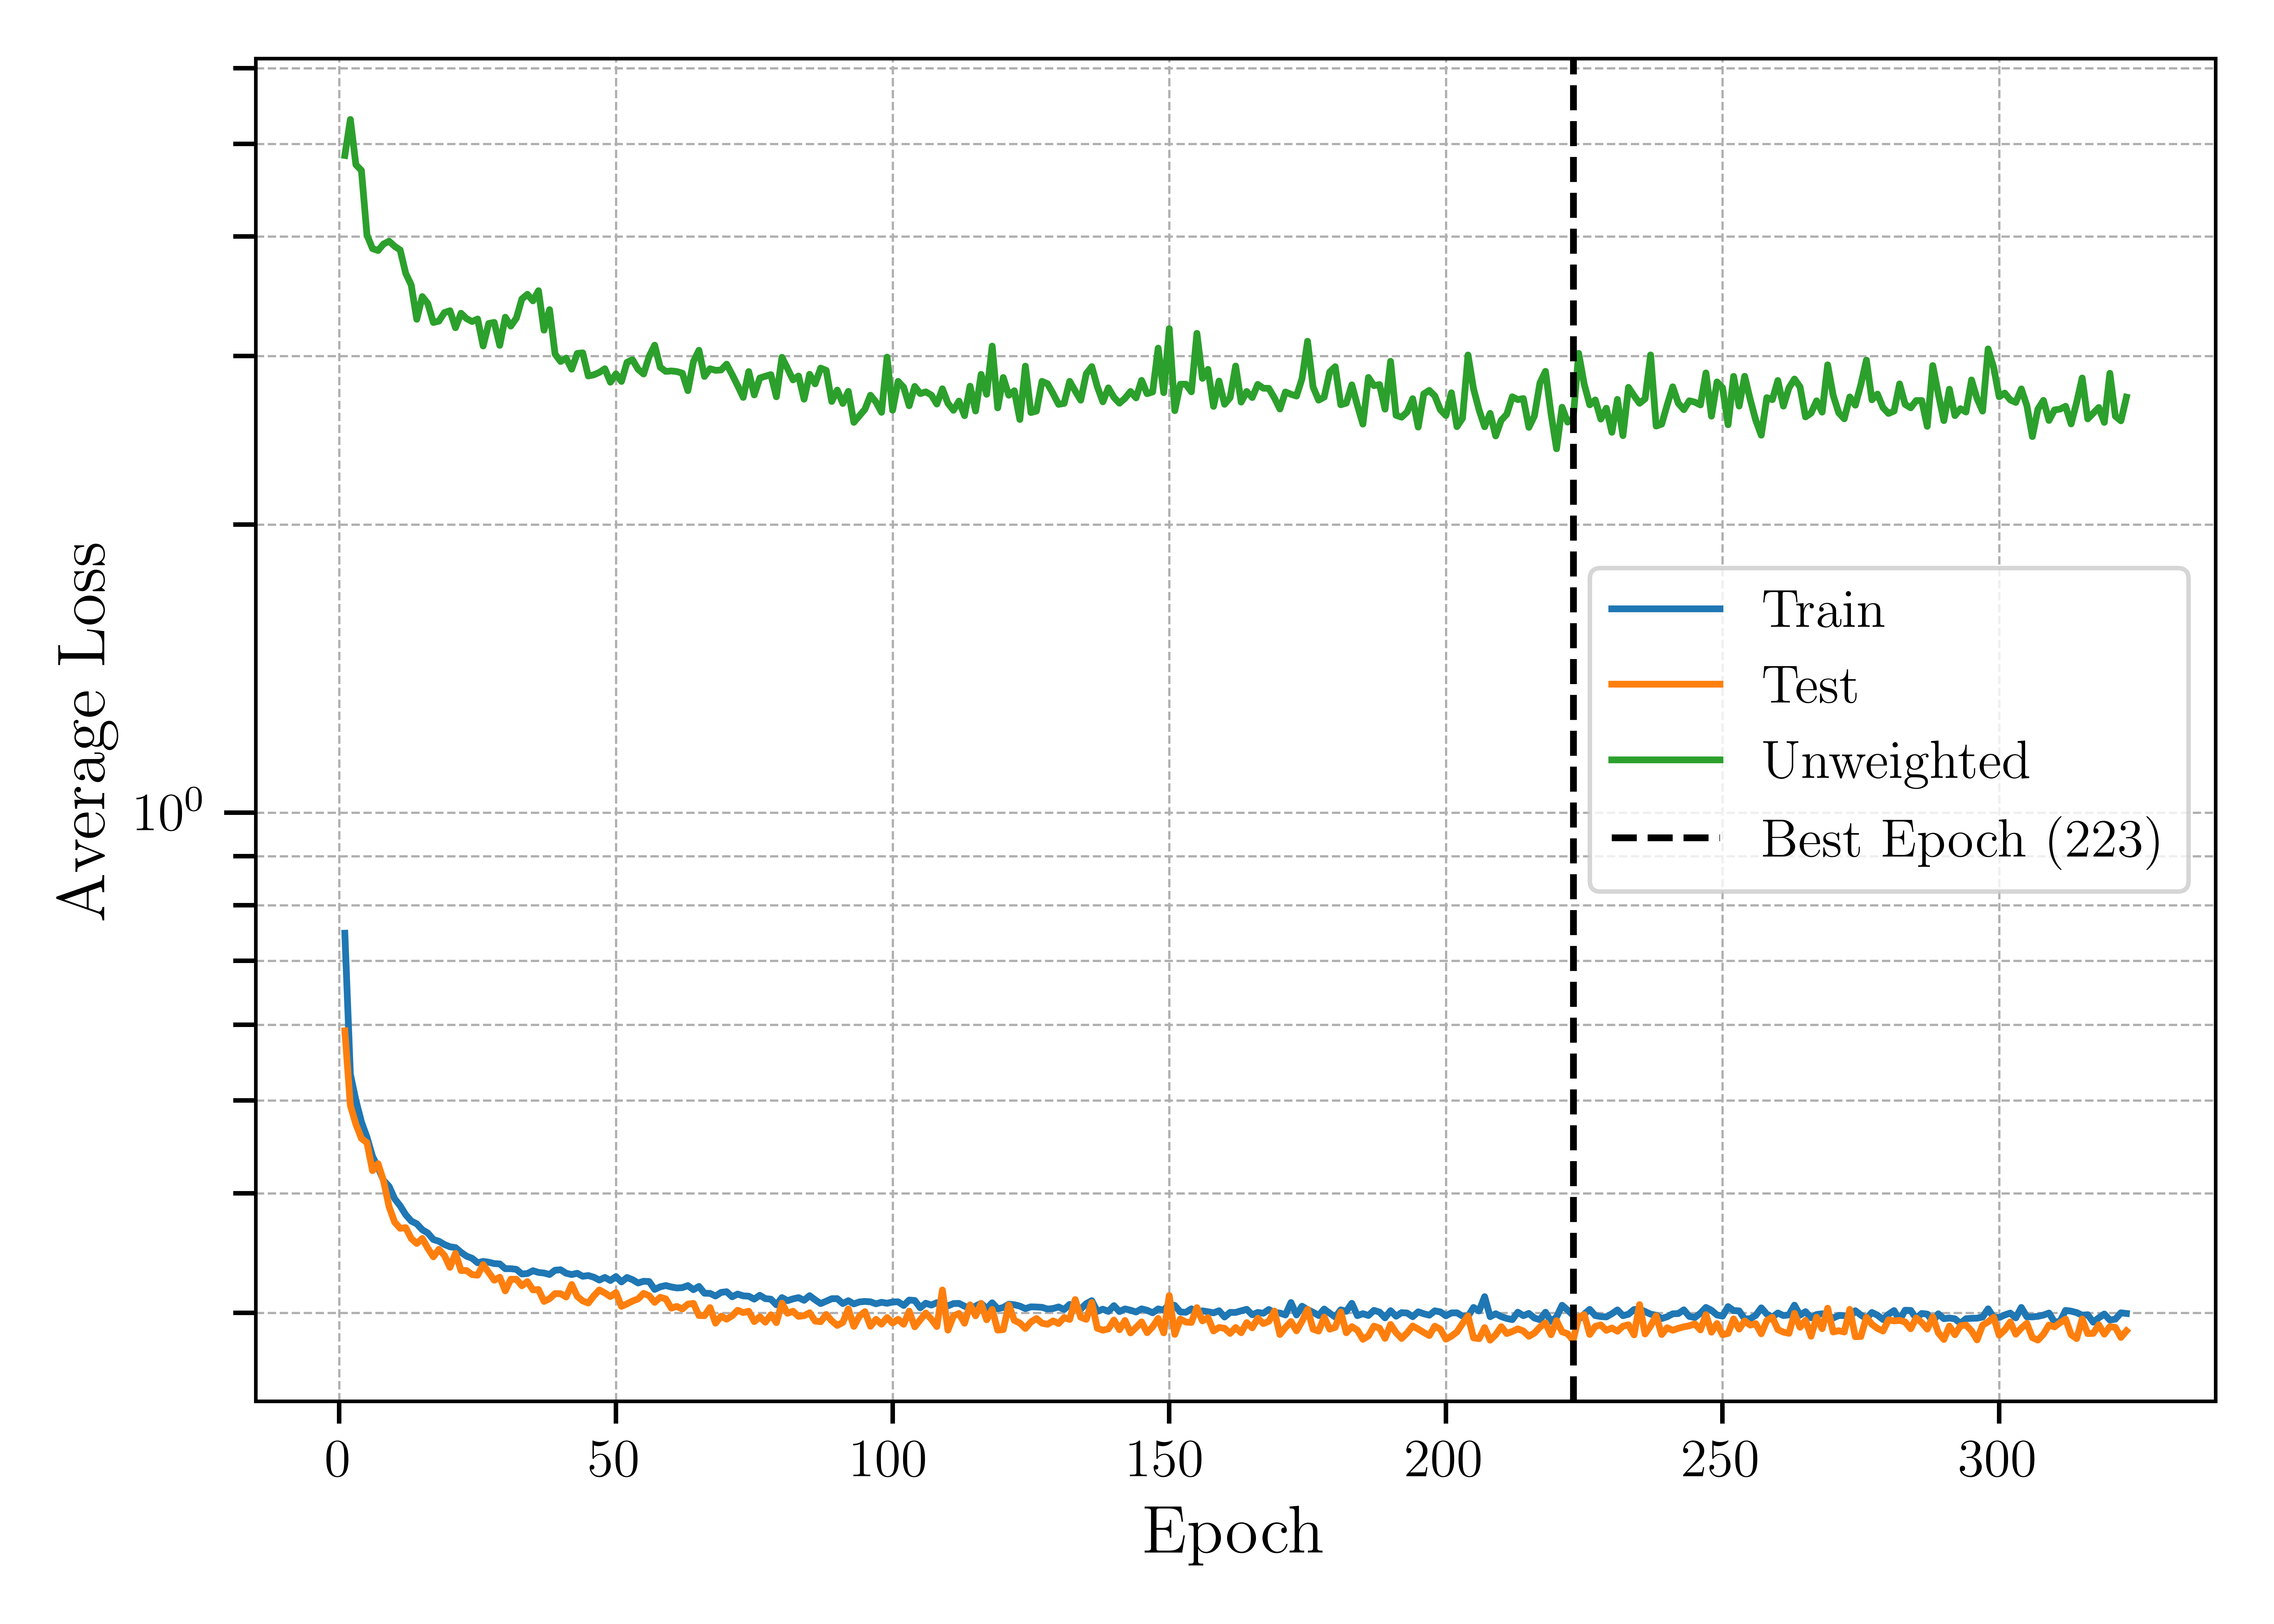 Average Loss
10⁰
Train
Test
Unweighted
Best Epoch (223)
0 50 100 150 200 250 300
Epoch